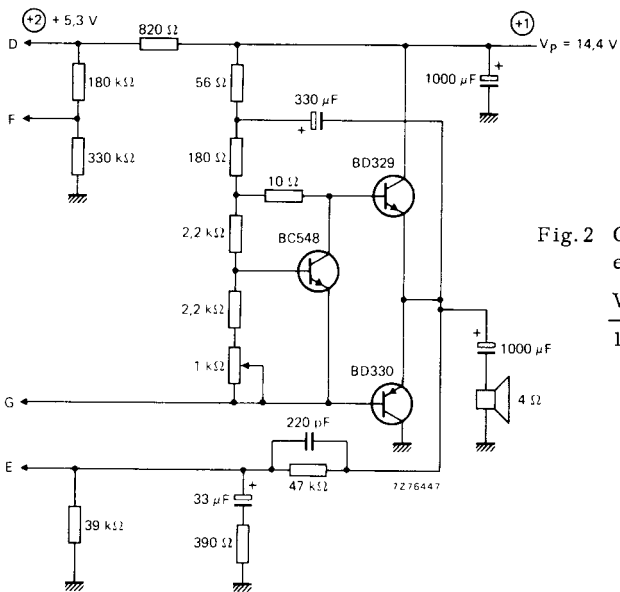 +2 + 5,3 V
+1
D
820 Ω
VP = 14,4 V
180 kΩ
56 Ω
1000 μF
+
330 μF
+
F
180 Ω
BD329
330 kΩ
10 Ω
2,2 kΩ
BC548
Fig. 2
2,2 kΩ
+
1000 μF
1 kΩ
BD330
4 Ω
G
220 pF
E
+
33 μF
47 kΩ
7Z76447
39 kΩ
390 Ω